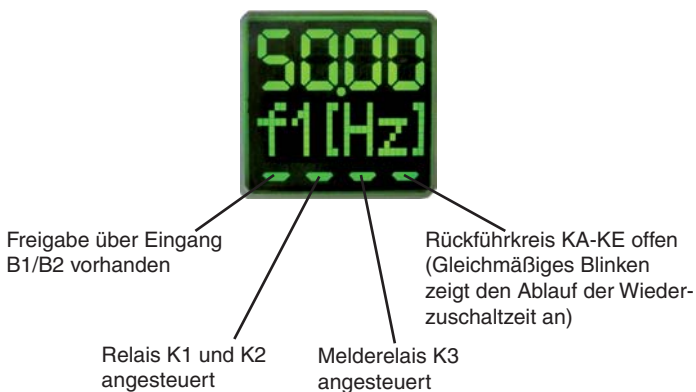 50.00
f1[Hz]
Freigabe über Eingang
B1/B2 vorhanden
Rückführkreis KA-KE offen
(Gleichmäßiges Blinken
zeigt den Ablauf der Wieder-
zuschaltzeit an)
Relais K1 und K2
angesteuert
Melderelais K3
angesteuert